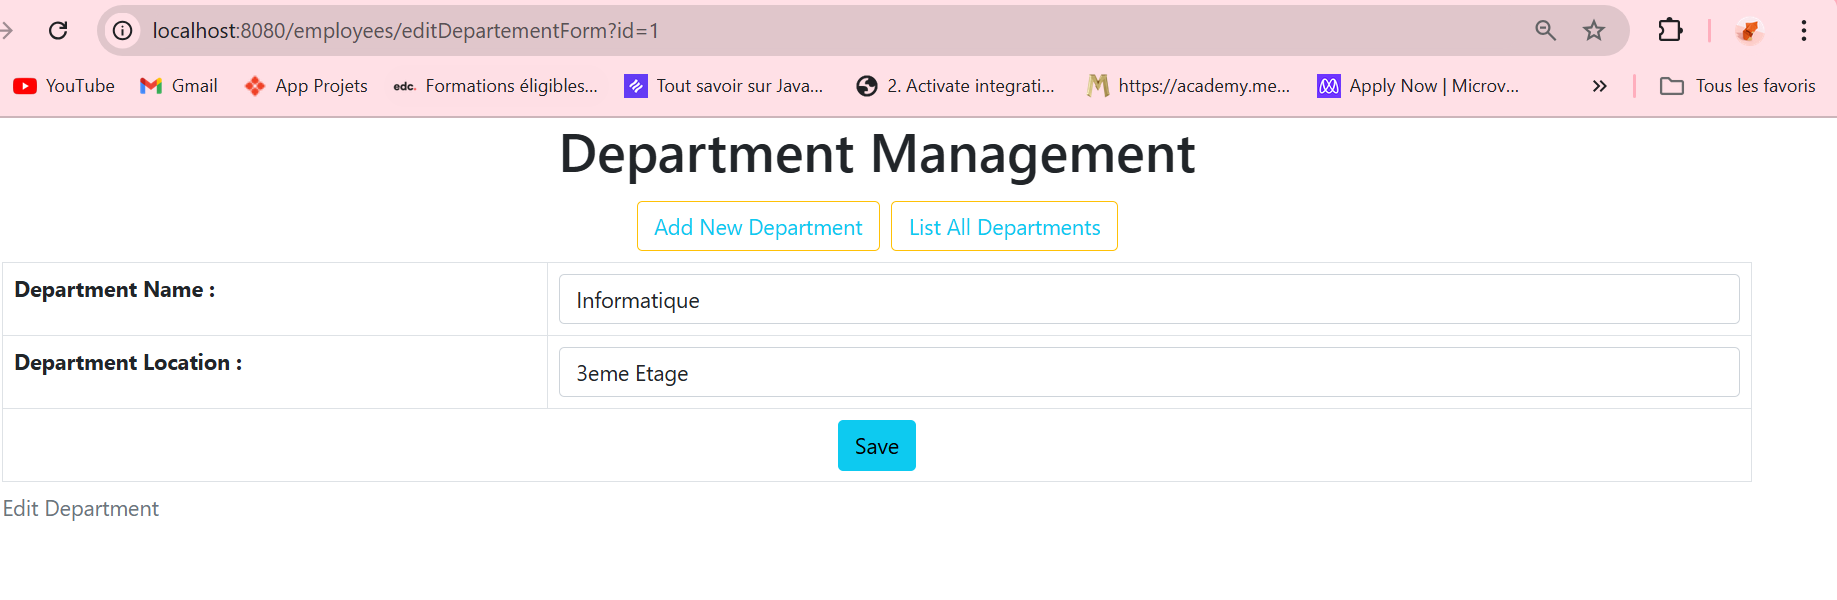 localhost:8080/employees/editDepartementForm?id=1
YouTube Gmail App Projets edc. Formations éligibles... Tout savoir sur Java... 2. Activate integrati... https://academy.me... Apply Now | Microv... » Tous les favoris
Department Management
Add New Department List All Departments
Department Name : Informatique
Department Location : 3eme Etage
Save
Edit Department